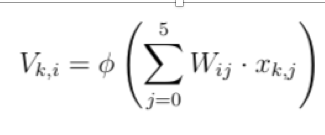 V_{k,i} = \phi \left( \sum_{j=0}^{5} W_{ij} \cdot x_{k,j} \right)